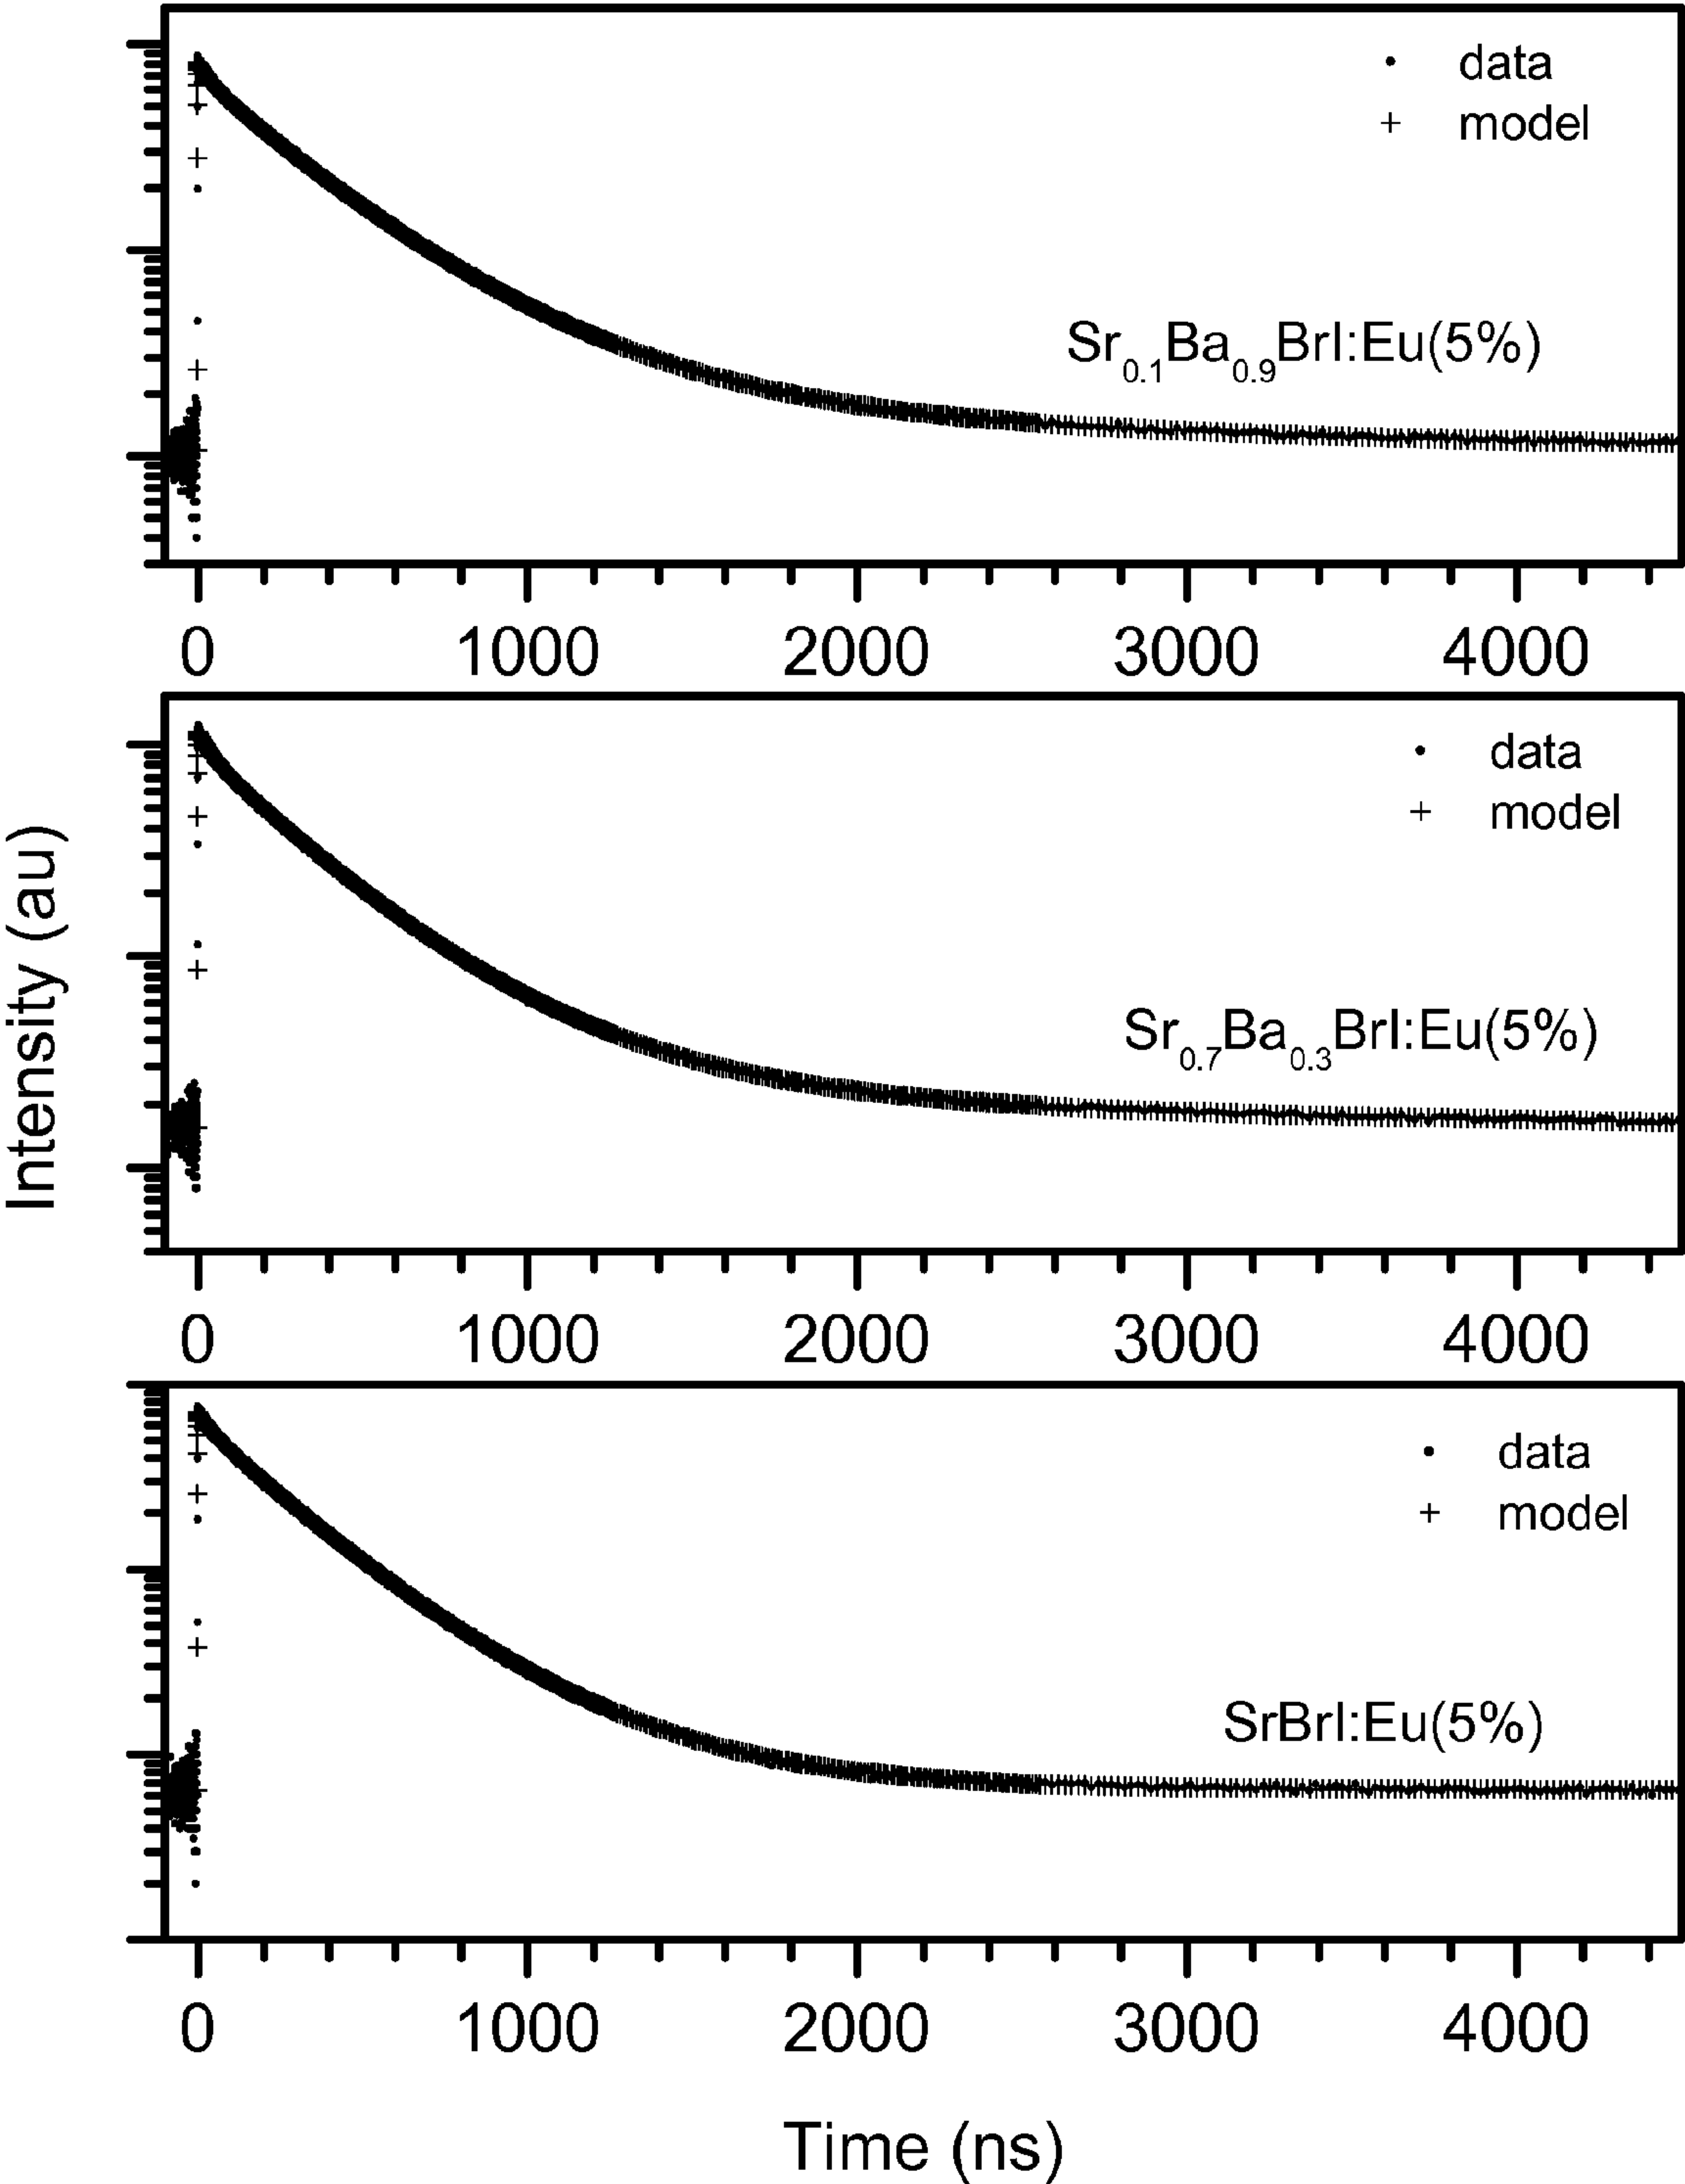 data
model
Sr0.1Ba0.9BrI:Eu(5%)
0 1000 2000 3000 4000
data
model
Sr0.7Ba0.3BrI:Eu(5%)
Intensity (au)
0 1000 2000 3000 4000
data
model
SrBrI:Eu(5%)
0 1000 2000 3000 4000
Time (ns)